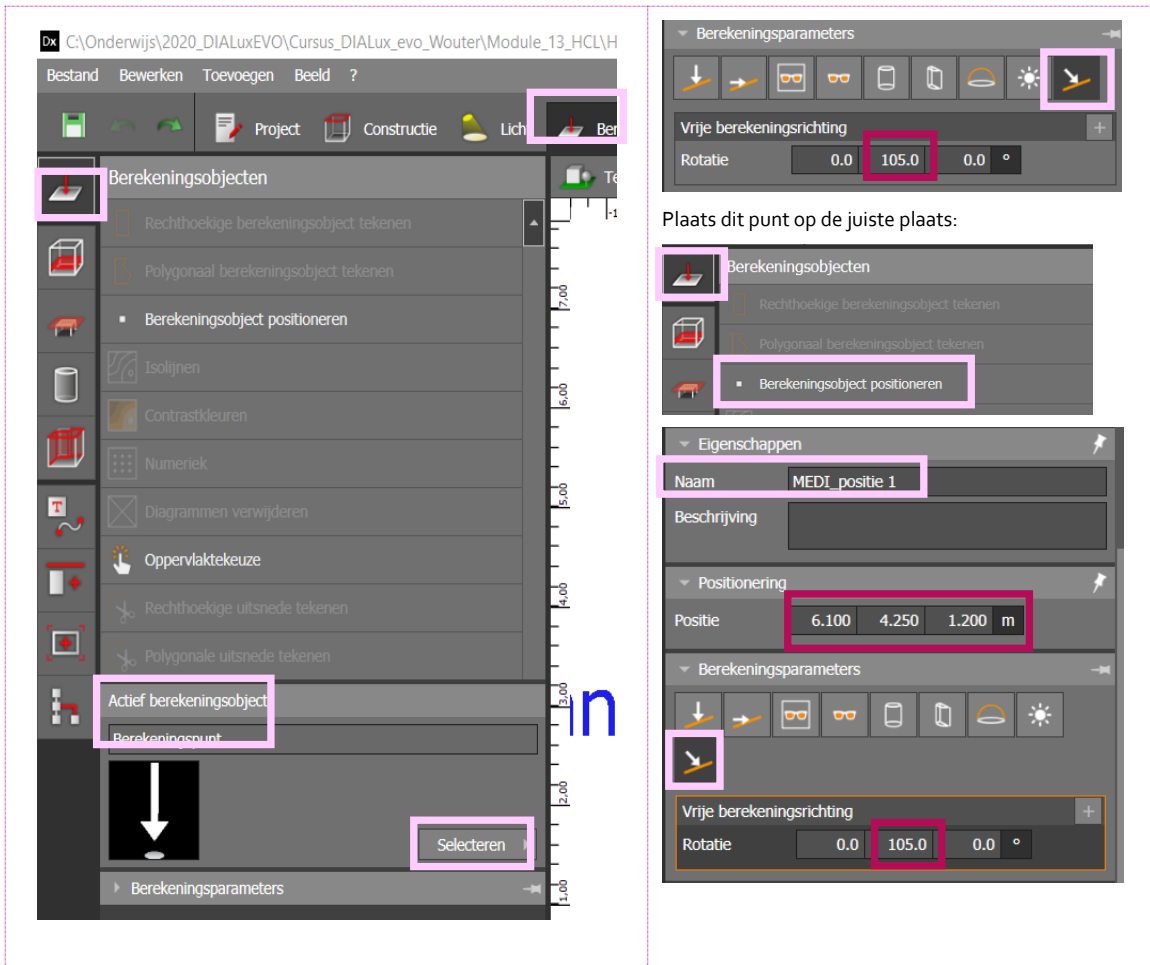 Dx C:\Onderwijs\2020_DIALuxEVO\Cursus_DIALux_evo_Wouter\Module_13_HCL\H
Bestand Bewerken Toevoegen Beeld ?
Project Constructie Lich Ber
Berekeningsobjecten
Te
Rechthoekige berekeningsobject tekenen
-1
Polygonaal berekeningsobject tekenen
7,00
Berekeningsobject positioneren
Isolijnen
6,00
Contrastkleuren
Numeriek
5,00
T
Diagrammen verwijderen
Oppervlaktekeuze
4,00
Rechthoekige uitsnede tekenen
Polygonale uitsnede tekenen
3,00
Actief berekeningsobject
Berekeningspunt
2,00
Selecteren
Berekeningsparameters
1,00
Berekeningsparameters
Vrije berekeningsrichting +
Rotatie 0.0 105.0 0.0 °
Plaats dit punt op de juiste plaats:
Berekeningsobjecten
Rechthoekige berekeningsobject tekenen
Polygonaal berekeningsobject tekenen
Berekeningsobject positioneren
Eigenschappen
Naam MEDI_positie 1
Beschrijving
Positionering
Positie 6.100 4.250 1.200 m
Berekeningsparameters
Vrije berekeningsrichting +
Rotatie 0.0 105.0 0.0 °